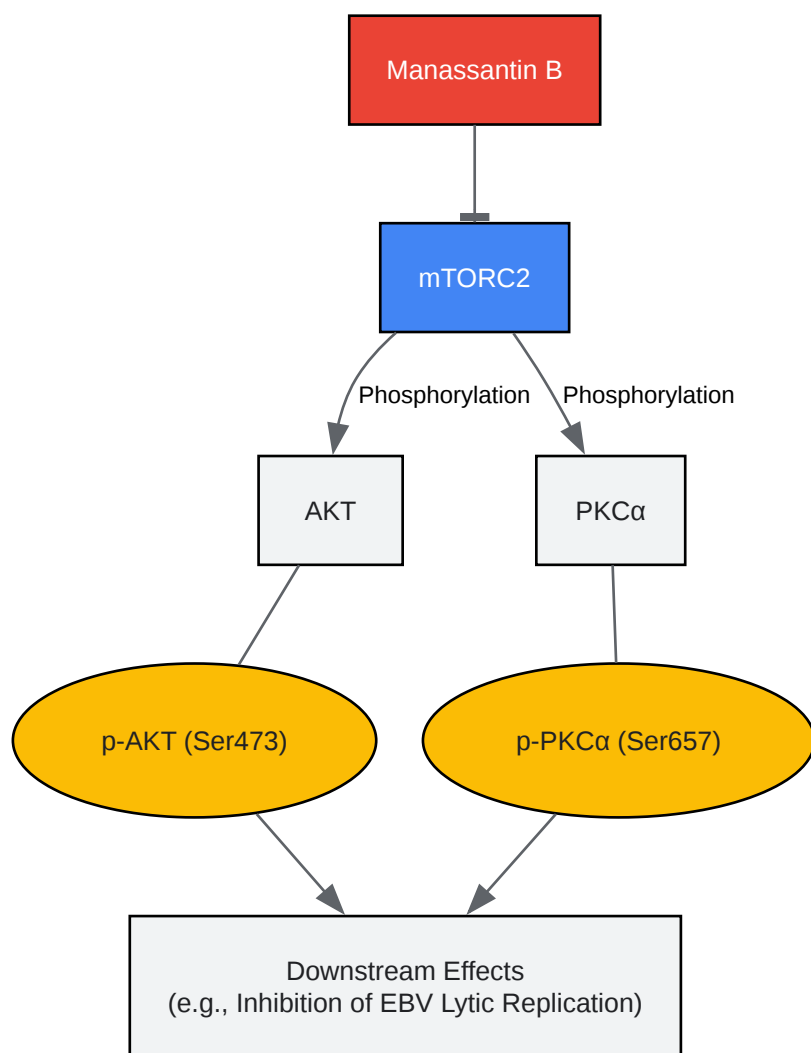 Manassantin B
mTORC2
Phosphorylation
Phosphorylation
AKT
PKCα
p-AKT (Ser473)
p-PKCα (Ser657)
Downstream Effects
(e.g., Inhibition of EBV Lytic Replication)